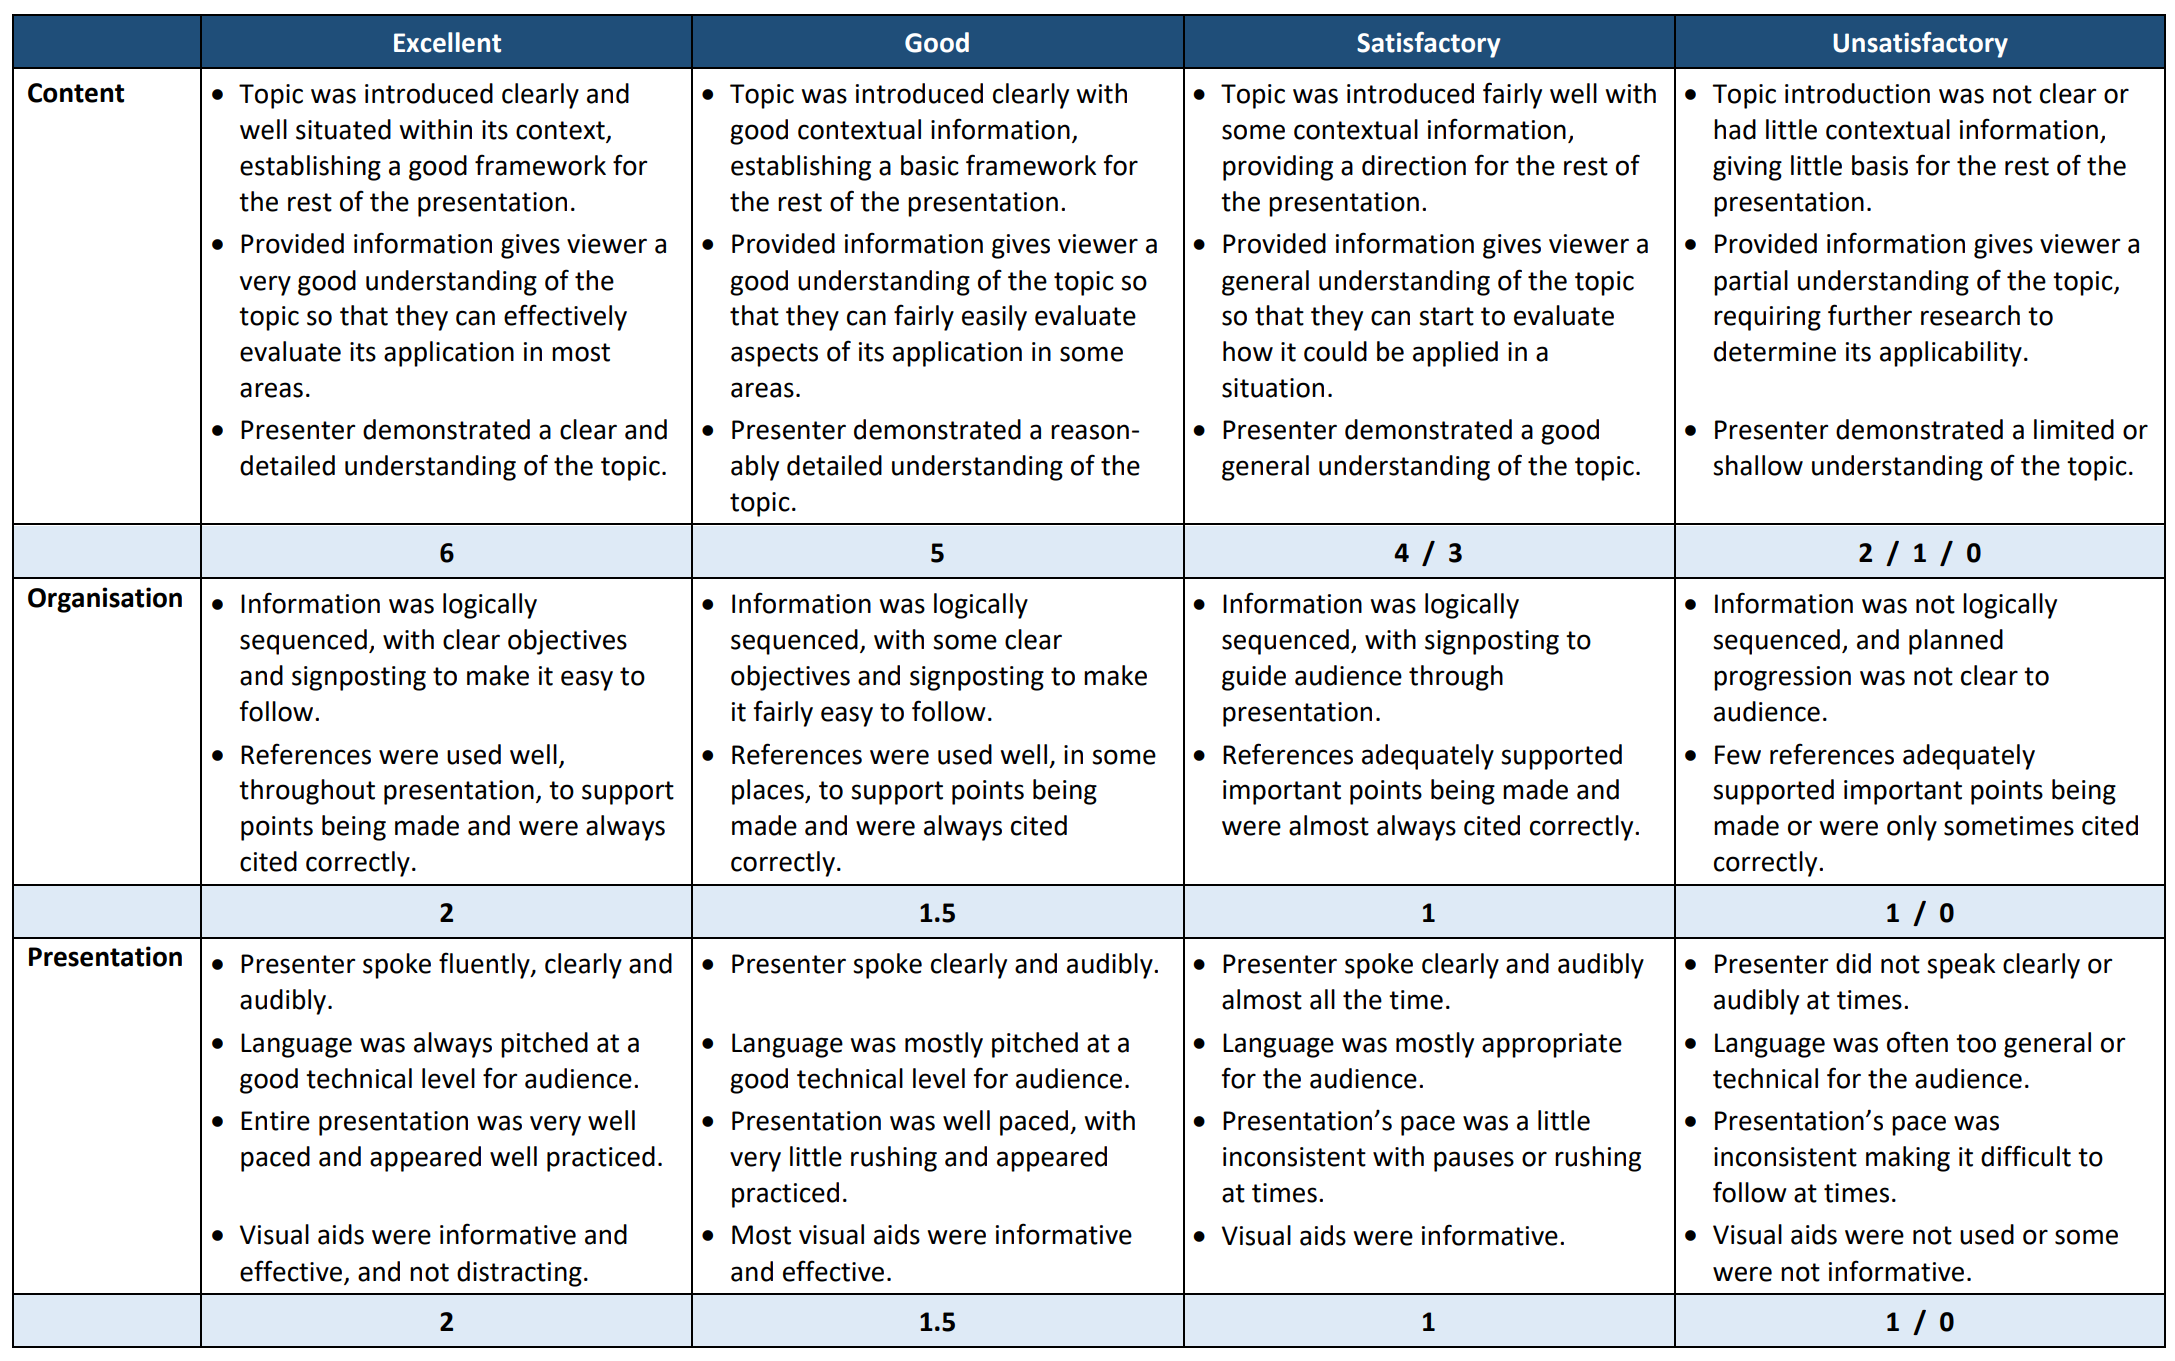 Excellent
Good
Satisfactory
Unsatisfactory
Content
• Topic was introduced clearly and
well situated within its context,
establishing a good framework for
the rest of the presentation.
• Provided information gives viewer a
very good understanding of the
topic so that they can effectively
evaluate its application in most
areas.
• Presenter demonstrated a clear and
detailed understanding of the topic.
• Topic was introduced clearly with
good contextual information,
establishing a basic framework for
the rest of the presentation.
• Provided information gives viewer a
good understanding of the topic so
that they can fairly easily evaluate
aspects of its application in some
areas.
• Presenter demonstrated a reason-
ably detailed understanding of the
topic.
• Topic was introduced fairly well with
some contextual information,
providing a direction for the rest of
the presentation.
• Provided information gives viewer a
general understanding of the topic
so that they can start to evaluate
how it could be applied in a
situation.
• Presenter demonstrated a good
general understanding of the topic.
• Topic introduction was not clear or
had little contextual information,
giving little basis for the rest of the
presentation.
• Provided information gives viewer a
partial understanding of the topic,
requiring further research to
determine its applicability.
• Presenter demonstrated a limited or
shallow understanding of the topic.
6
5
4 / 3
2 / 1 / 0
Organisation
• Information was logically
sequenced, with clear objectives
and signposting to make it easy to
follow.
• References were used well,
throughout presentation, to support
points being made and were always
cited correctly.
• Information was logically
sequenced, with some clear
objectives and signposting to make
it fairly easy to follow.
• References were used well, in some
places, to support points being
made and were always cited
correctly.
• Information was logically
sequenced, with signposting to
guide audience through
presentation.
• References adequately supported
important points being made and
were almost always cited correctly.
• Information was not logically
sequenced, and planned
progression was not clear to
audience.
• Few references adequately
supported important points being
made or were only sometimes cited
correctly.
2
1.5
1
1 / 0
Presentation
• Presenter spoke fluently, clearly and
audibly.
• Language was always pitched at a
good technical level for audience.
• Entire presentation was very well
paced and appeared well practiced.
• Visual aids were informative and
effective, and not distracting.
• Presenter spoke clearly and audibly.
• Language was mostly pitched at a
good technical level for audience.
• Presentation was well paced, with
very little rushing and appeared
practiced.
• Most visual aids were informative
and effective.
• Presenter spoke clearly and audibly
almost all the time.
• Language was mostly appropriate
for the audience.
• Presentation’s pace was a little
inconsistent with pauses or rushing
at times.
• Visual aids were informative.
• Presenter did not speak clearly or
audibly at times.
• Language was often too general or
technical for the audience.
• Presentation’s pace was
inconsistent making it difficult to
follow at times.
• Visual aids were not used or some
were not informative.
2
1.5
1
1 / 0